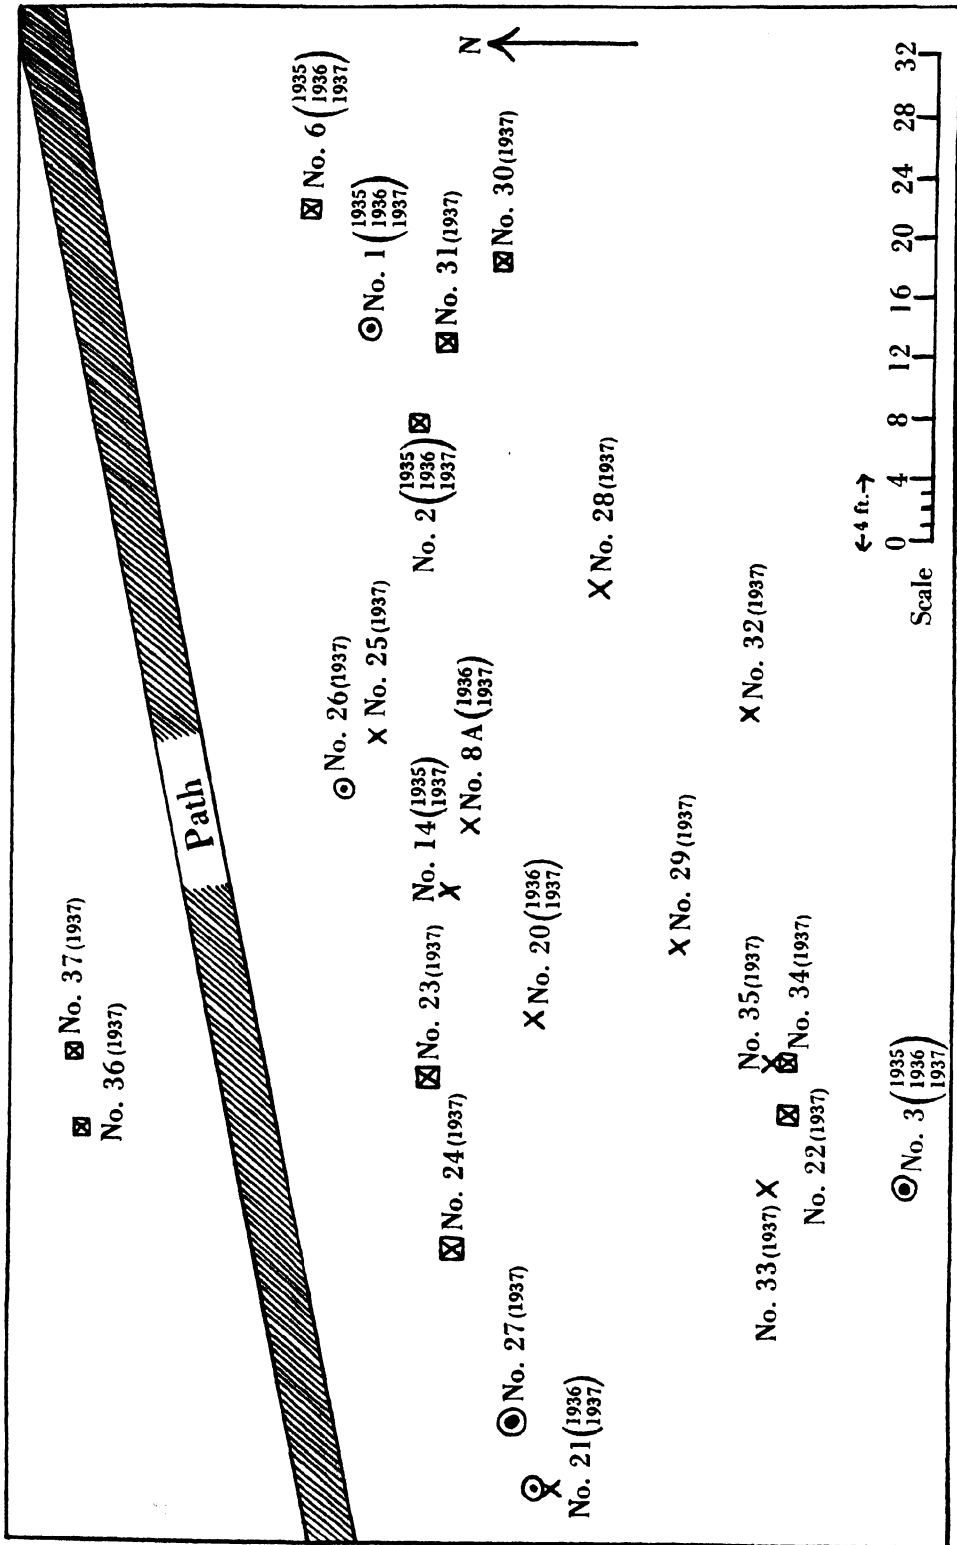 N
No. 6 (1935
1936
1937)
No. 1 (1935
1936
1937)
No. 31 (1937)
No. 30 (1937)
No. 2 (1935
1936
1937)
No. 28 (1937)
No. 26 (1937)
No. 25 (1937)
No. 8 A (1936
1937)
No. 14 (1935
1937)
No. 32 (1937)
Path
No. 29 (1937)
No. 20 (1936
1937)
No. 23 (1937)
No. 24 (1937)
No. 37 (1937)
No. 36 (1937)
No. 35 (1937)
No. 34 (1937)
No. 22 (1937)
No. 33 (1937)
No. 3 (1935
1936
1937)
No. 27 (1937)
No. 21 (1936
1937)
←4 ft.→
Scale 0 4 8 12 16 20 24 28 32